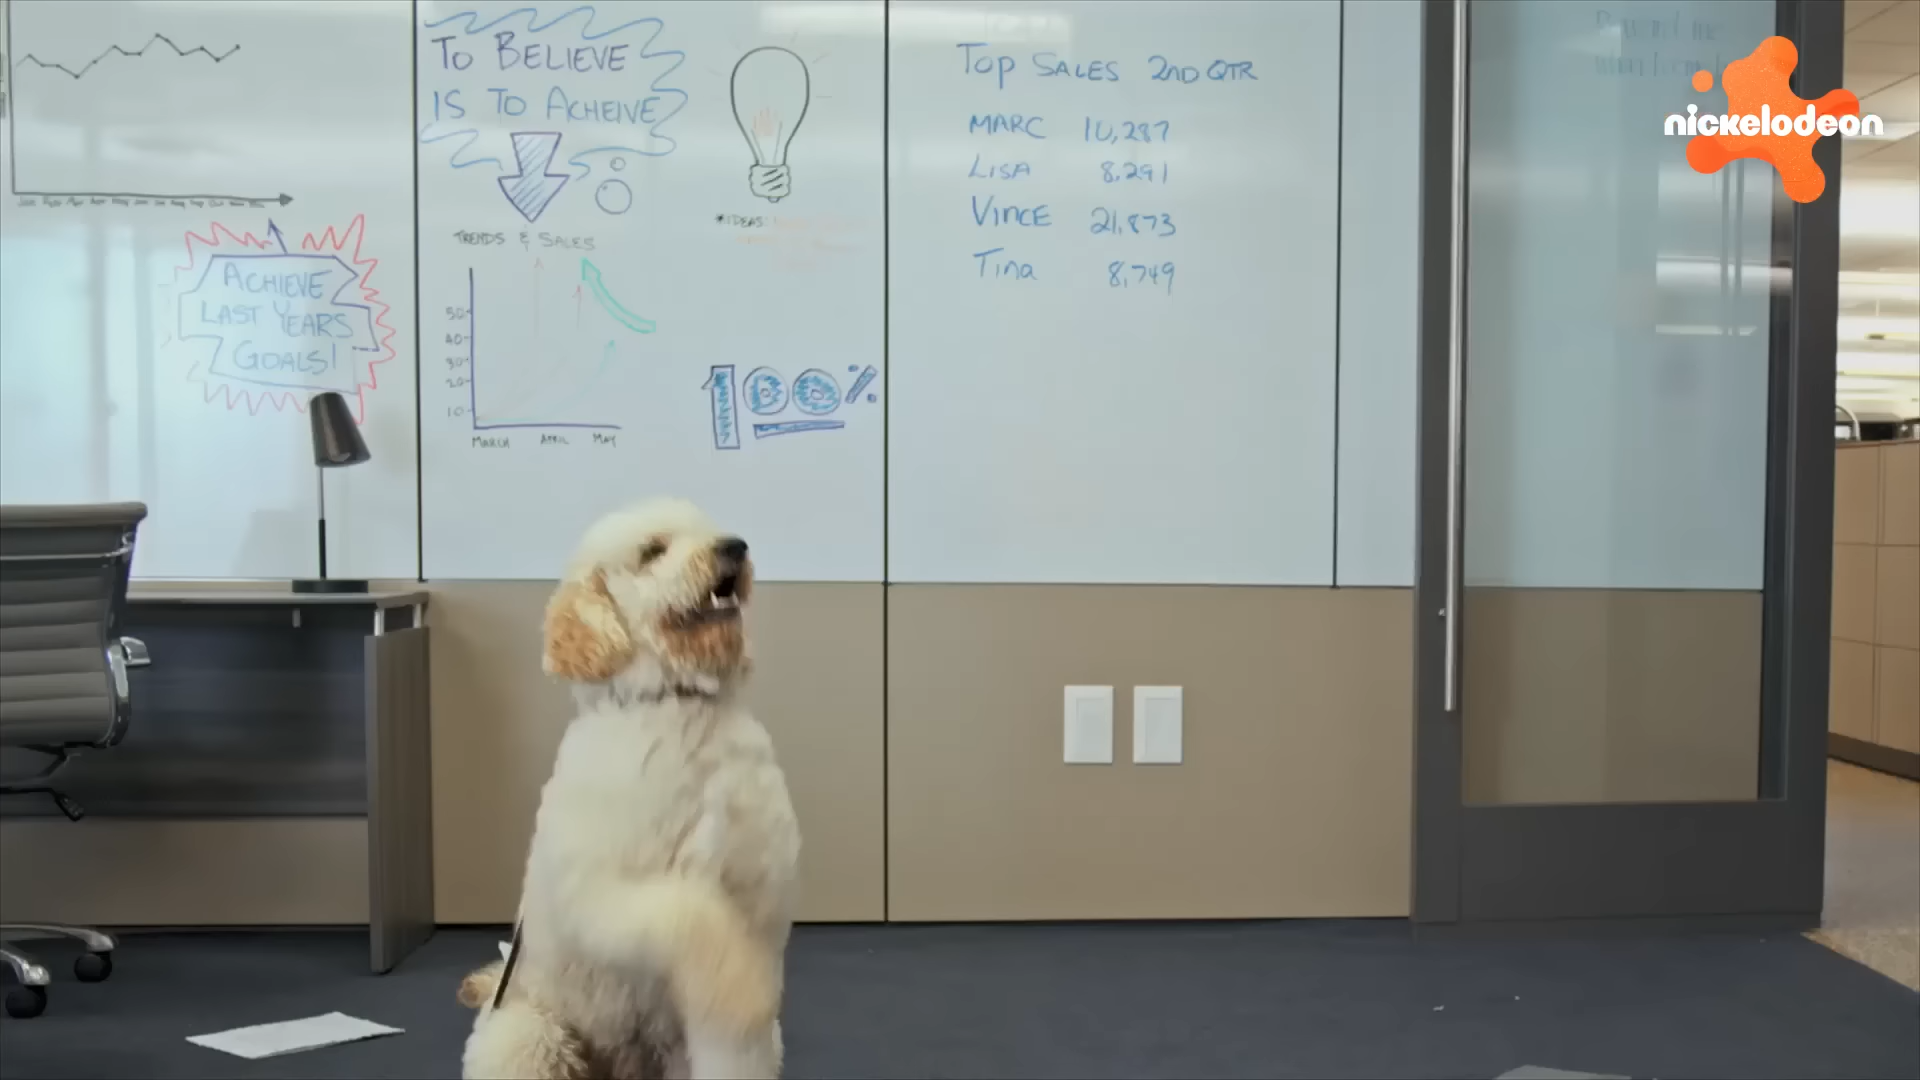 TO BELIEVE
IS TO ACHEIVE
TRENDS & SALES
50
40
30
20
10
MARCH APRIL MAY
ACHIEVE
LAST YEARS
GOALS!
*IDEAS:
100%
TOP SALES 2ND QTR
MARC 10,287
LISA 8,291
VINCE 21,873
TINA 8,749
nickelodeon